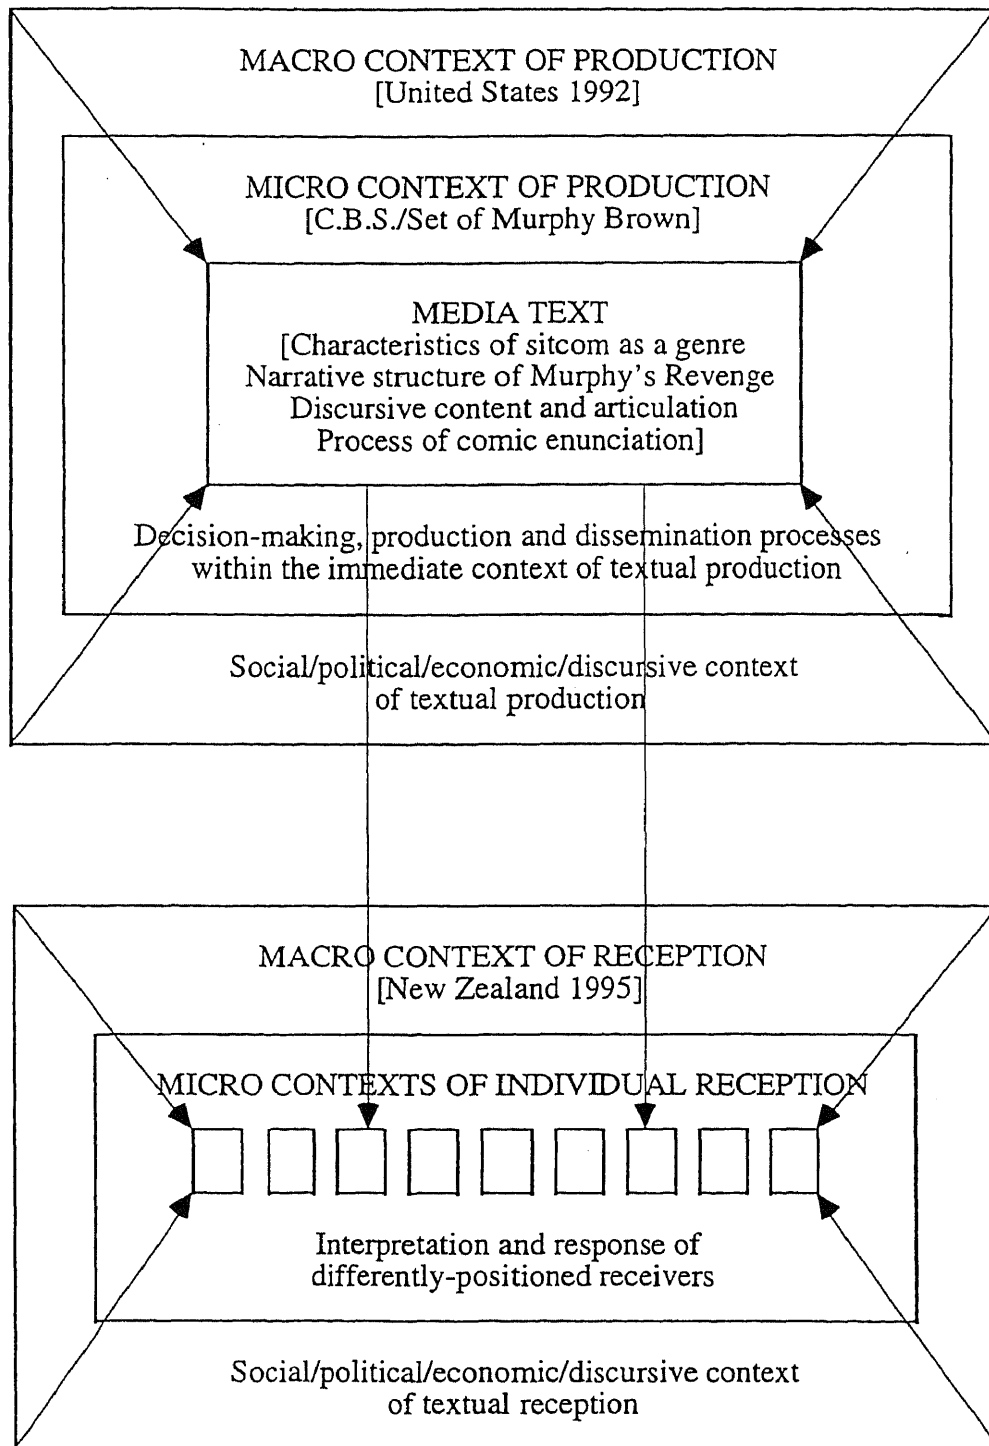 MACRO CONTEXT OF PRODUCTION
[United States 1992]
MICRO CONTEXT OF PRODUCTION
[C.B.S./Set of Murphy Brown]
MEDIA TEXT
[Characteristics of sitcom as a genre
Narrative structure of Murphy's Revenge
Discursive content and articulation
Process of comic enunciation]
Decision-making, production and dissemination processes
within the immediate context of textual production
Social/political/economic/discursive context
of textual production
MACRO CONTEXT OF RECEPTION
[New Zealand 1995]
MICRO CONTEXTS OF INDIVIDUAL RECEPTION
Interpretation and response of
differently-positioned receivers
Social/political/economic/discursive context
of textual reception